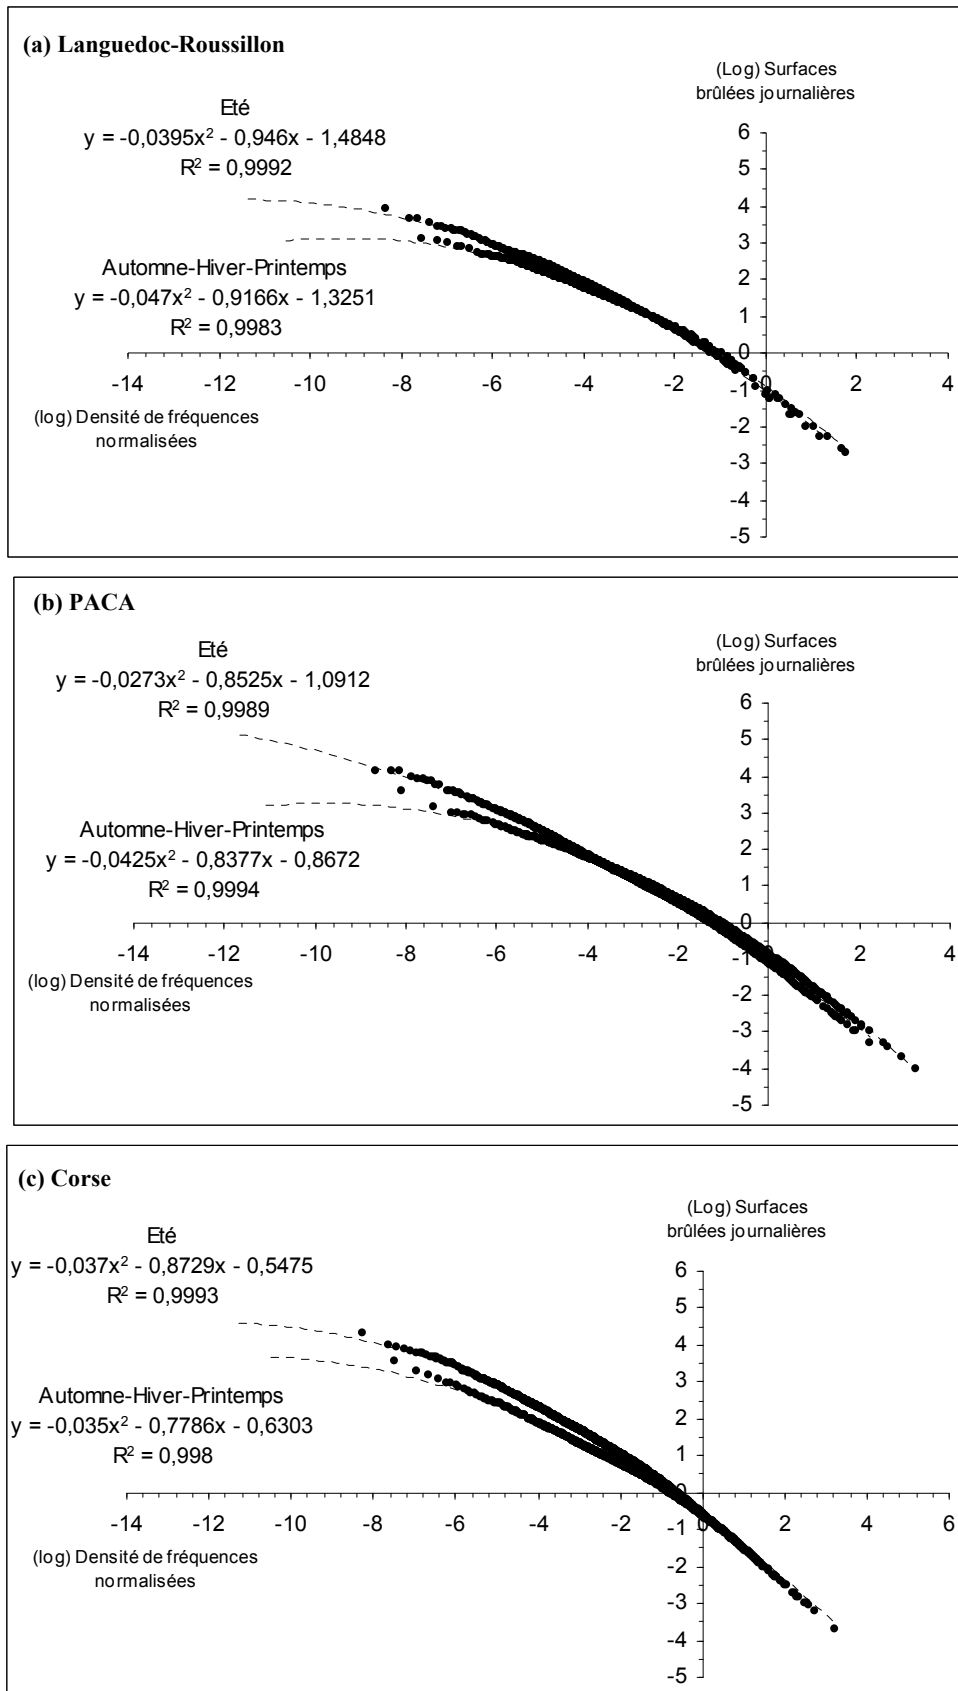 (a) Languedoc-Roussillon
(Log) Surfaces
brûlées journalières
Eté
y = -0,0395x² - 0,946x - 1,4848
R² = 0,9992
Automne-Hiver-Printemps
y = -0,047x² - 0,9166x - 1,3251
R² = 0,9983
6
5
4
3
2
1
0
-1
-2
-3
-4
-5
-14 -12 -10 -8 -6 -4 -2 0 2 4
(log) Densité de fréquences
normalisées
(b) PACA
(Log) Surfaces
brûlées journalières
Eté
y = -0,0273x² - 0,8525x - 1,0912
R² = 0,9989
Automne-Hiver-Printemps
y = -0,0425x² - 0,8377x - 0,8672
R² = 0,9994
6
5
4
3
2
1
0
-1
-2
-3
-4
-5
-14 -12 -10 -8 -6 -4 -2 0 2 4
(log) Densité de fréquences
normalisées
(c) Corse
(Log) Surfaces
brûlées journalières
Eté
y = -0,037x² - 0,8729x - 0,5475
R² = 0,9993
Automne-Hiver-Printemps
y = -0,035x² - 0,7786x - 0,6303
R² = 0,998
6
5
4
3
2
1
0
-1
-2
-3
-4
-5
-14 -12 -10 -8 -6 -4 -2 0 2 4 6
(log) Densité de fréquences
normalisées